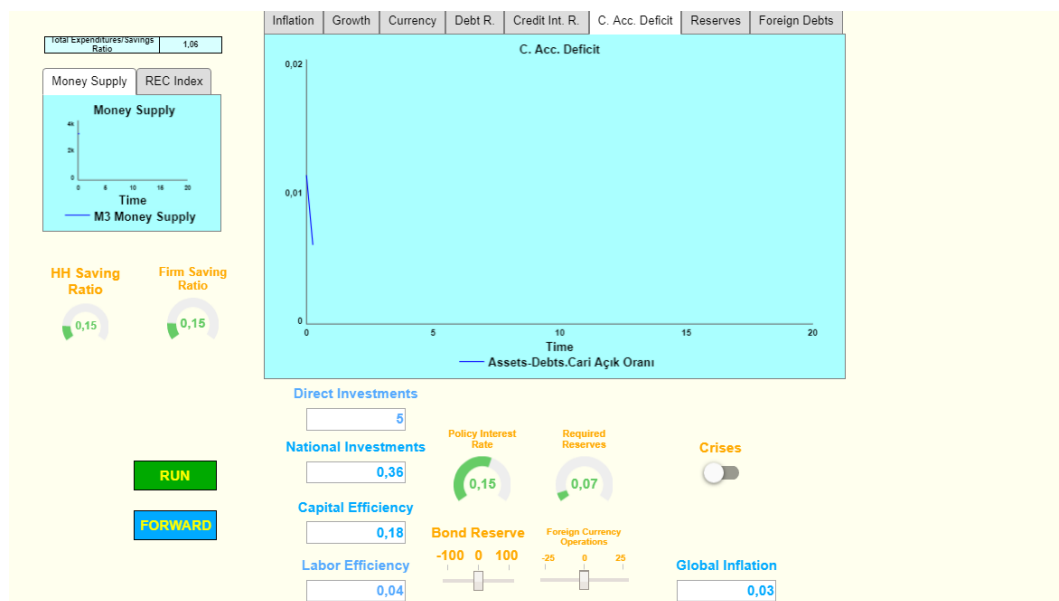 Inflation Growth Currency Debt R. Credit Int. R. C. Acc. Deficit Reserves Foreign Debts
Total Expenditures/Savings
Ratio
1,06
Money Supply REC Index
Money Supply
4k
2k
0
0 5 10 15 20
Time
M3 Money Supply
C. Acc. Deficit
0,02
0,01
0
0 5 10 15 20
Time
Assets-Debts.Cari Açık Oranı
HH Saving
Ratio
0,15
Firm Saving
Ratio
0,15
RUN
FORWARD
Direct Investments
5
National Investments
0,36
Capital Efficiency
0,18
Labor Efficiency
0,04
Policy Interest
Rate
0,15
Required
Reserves
0,07
Crises
Bond Reserve
-100 0 100
Foreign Currency
Operations
-25 0 25
Global Inflation
0,03